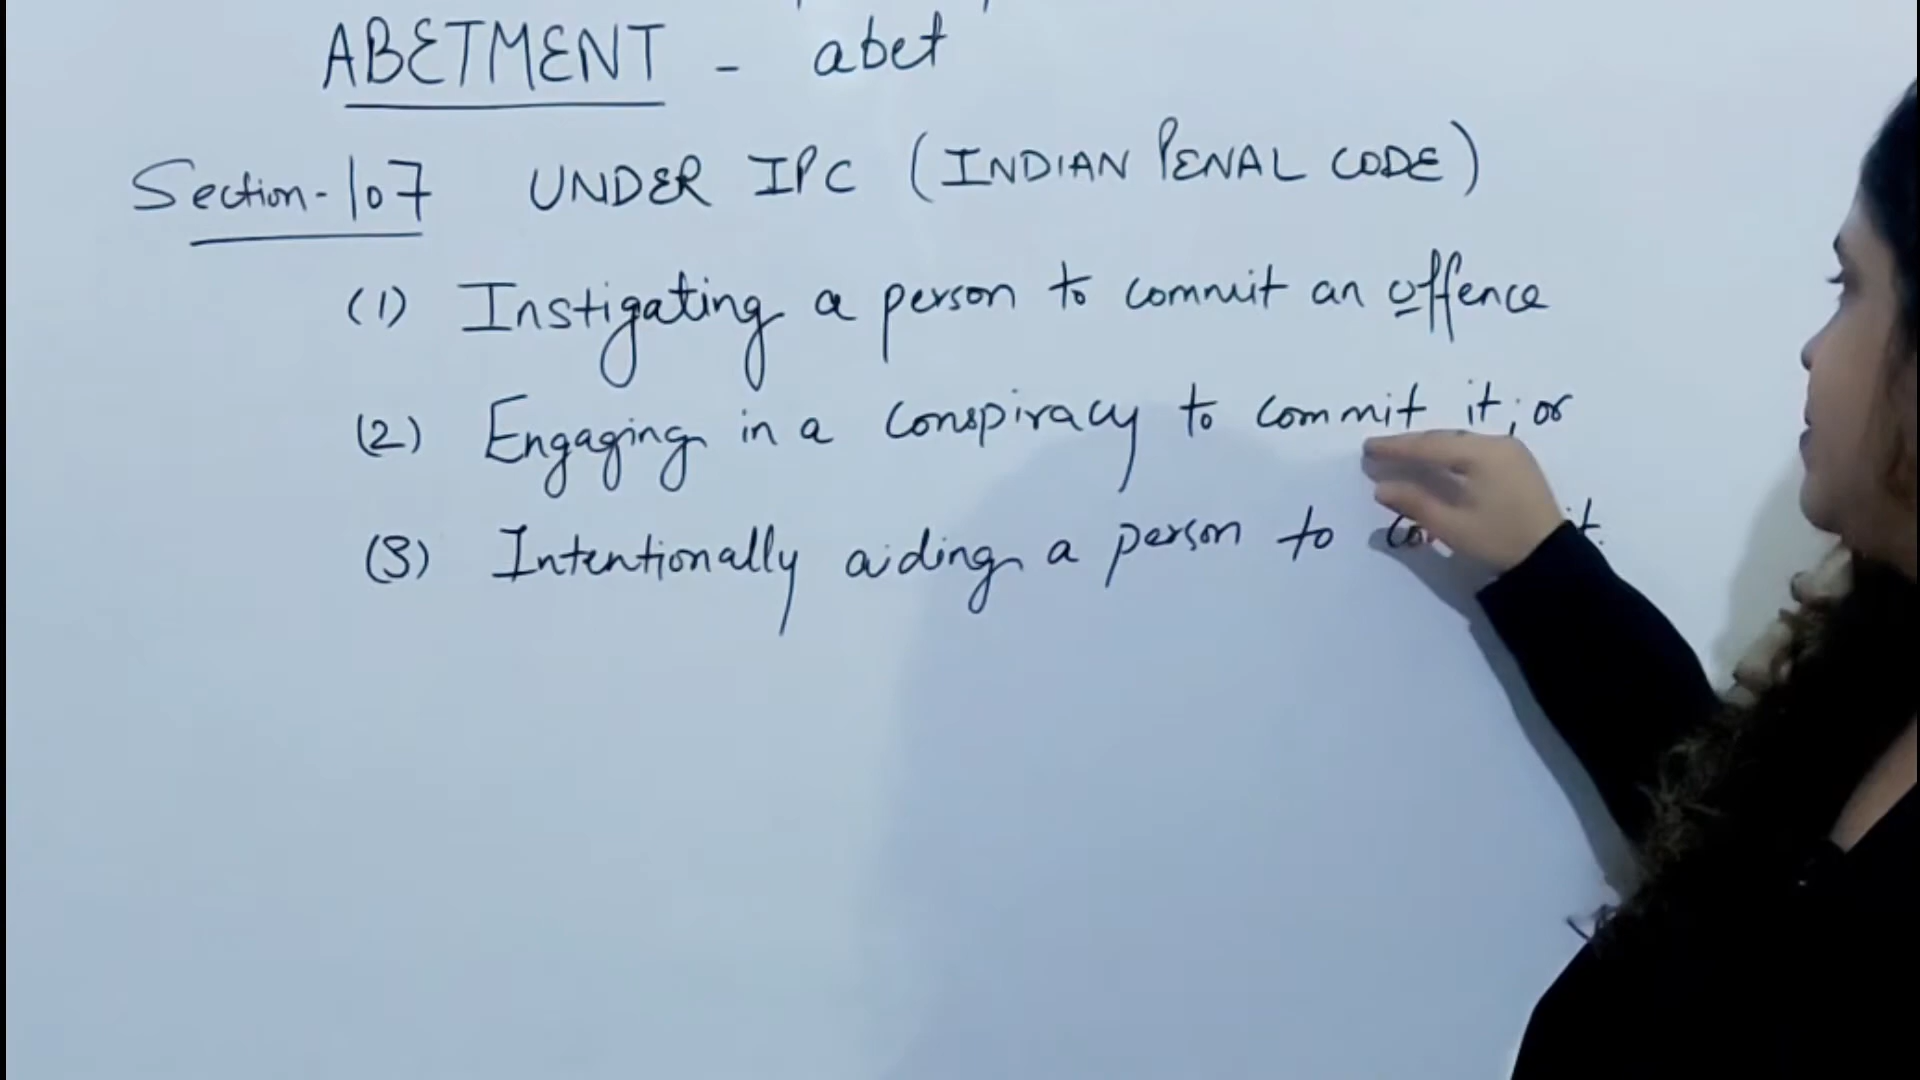 ABETMENT - abet
Section-107 UNDER IPC (INDIAN PENAL CODE)
(1) Instigating a person to commit an offence
(2) Engaging in a conspiracy to commit it; or
(3) Intentionally aiding a person to